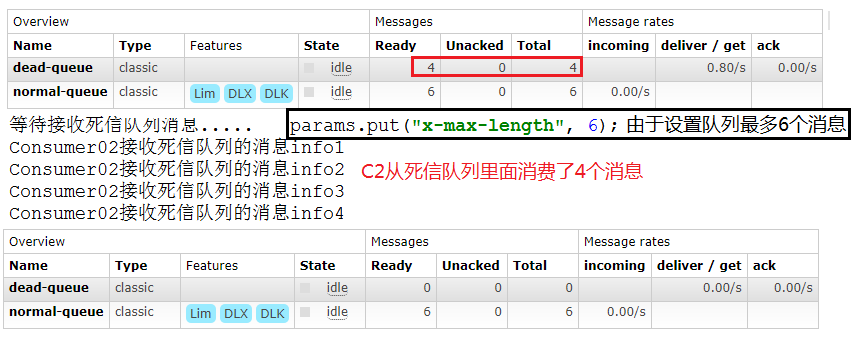 Overview Messages Message rates
Name Type Features State Ready Unacked Total incoming deliver / get ack
dead-queue classic idle 4 0 4 0.80/s 0.00/s
normal-queue classic Lim DLX DLK idle 6 0 6 0.00/s
等待接收死信队列消息..... params.put("x-max-length", 6); 由于设置队列最多6个消息
Consumer02接收死信队列的消息info1
Consumer02接收死信队列的消息info2 C2从死信队列里面消费了4个消息
Consumer02接收死信队列的消息info3
Consumer02接收死信队列的消息info4
Overview Messages Message rates
Name Type Features State Ready Unacked Total incoming deliver / get ack
dead-queue classic idle 0 0 0 0.00/s 0.00/s
normal-queue classic Lim DLX DLK idle 6 0 6 0.00/s